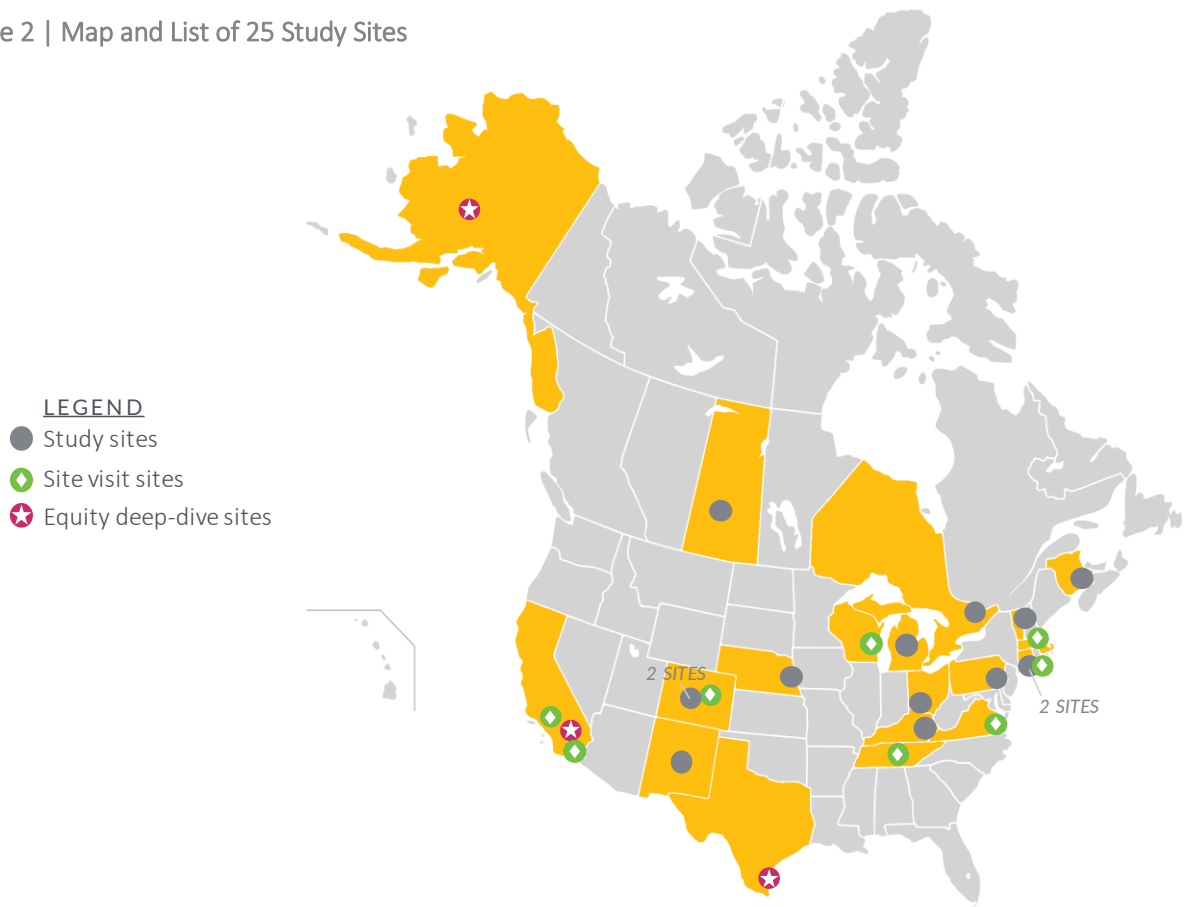 e 2 | Map and List of 25 Study Sites
LEGEND
Study sites
Site visit sites
Equity deep-dive sites
2 SITES
2 SITES